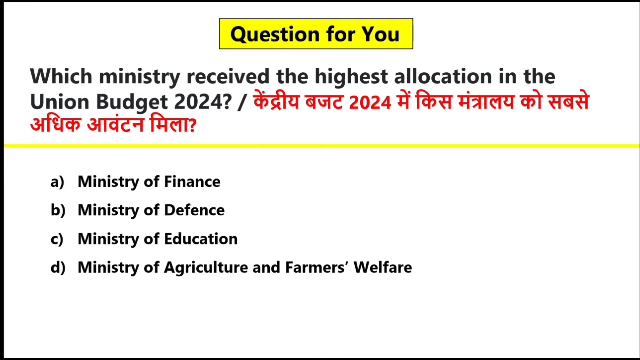 Question for You
Which ministry received the highest allocation in the
Union Budget 2024? / केंद्रीय बजट 2024 में किस मंत्रालय को सबसे
अधिक आवंटन मिला?
a) Ministry of Finance
b) Ministry of Defence
c) Ministry of Education
d) Ministry of Agriculture and Farmers’ Welfare